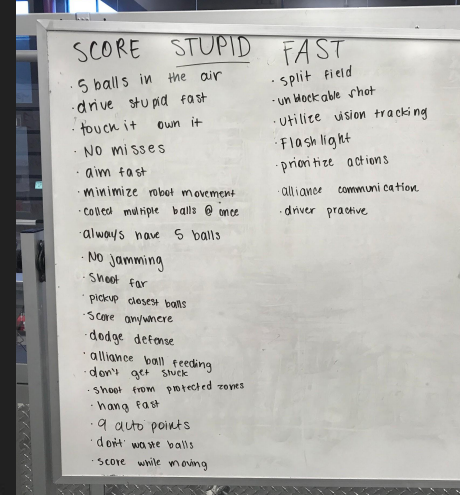 SCORE STUPID FAST
· 5 balls in the air
· drive stupid fast
· touch it own it
· NO misses
· aim fast
· minimize robot movement
· collect multiple balls @ once
· always have 5 balls
· No jamming
· Shoot far
· pickup closest balls
· Score anywhere
· dodge defense
· alliance ball feeding
· don't get stuck
· shoot from protected zones
· hang fast
· 9 auto points
· don't waste balls
· score while moving
· split field
· unblockable shot
· Utilize vision tracking
· Flash light
· prioritize actions
· alliance communication
· driver practive